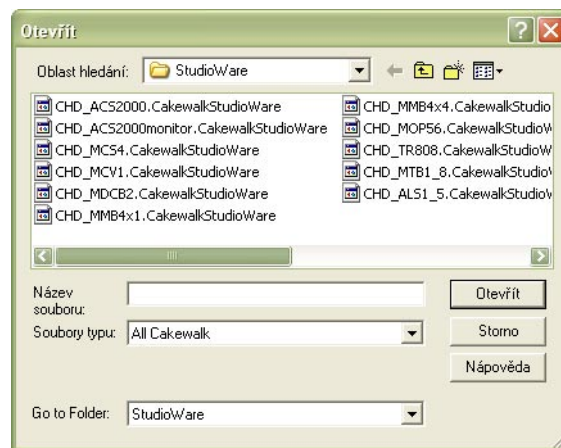 Otevřít
Oblast hledání: StudioWare
CHD_ACS2000.CakewalkStudioWare
CHD_ACS2000monitor.CakewalkStudioWare
CHD_MCS4.CakewalkStudioWare
CHD_MCV1.CakewalkStudioWare
CHD_MDCB2.CakewalkStudioWare
CHD_MMB4x1.CakewalkStudioWare
CHD_MMB4x4.CakewalkStudio
CHD_MOP56.CakewalkStudioW
CHD_TR808.CakewalkStudioW
CHD_MTB1_8.CakewalkStudio
CHD_ALS1_5.CakewalkStudio
Název souboru:
Otevřít
Soubory typu: All Cakewalk
Storno
Nápověda
Go to Folder: StudioWare